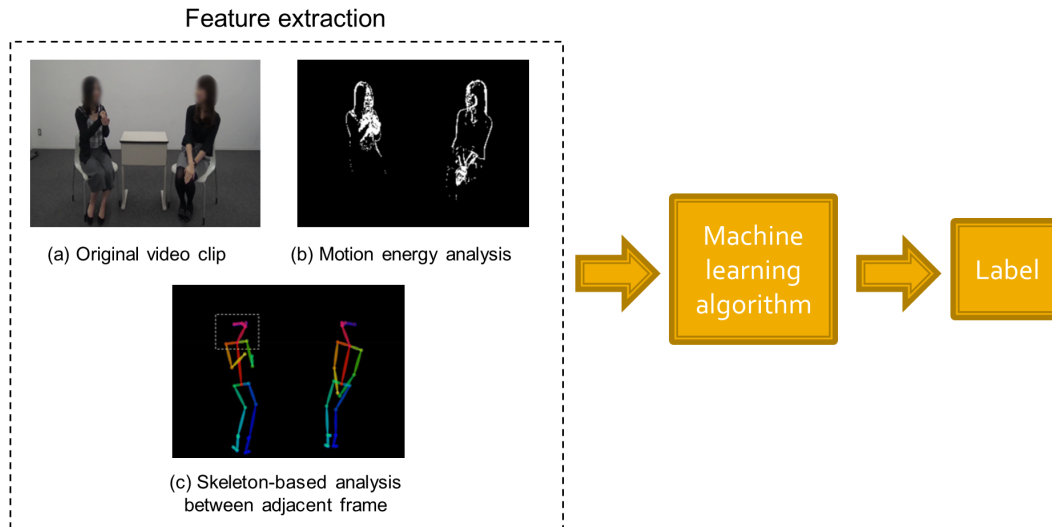 Feature extraction
(a) Original video clip
(b) Motion energy analysis
(c) Skeleton-based analysis
between adjacent frame
Machine
learning
algorithm
Label